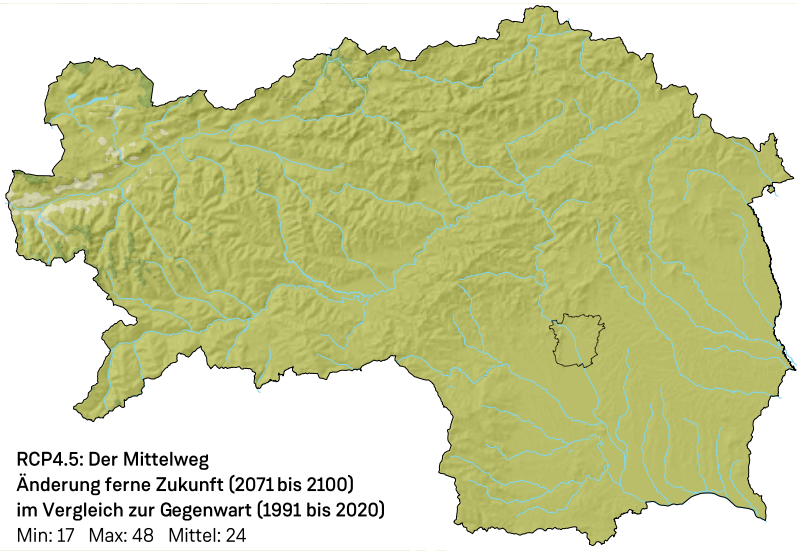 RCP4.5: Der Mittelweg
Änderung ferne Zukunft (2071 bis 2100)
im Vergleich zur Gegenwart (1991 bis 2020)
Min: 17 Max: 48 Mittel: 24